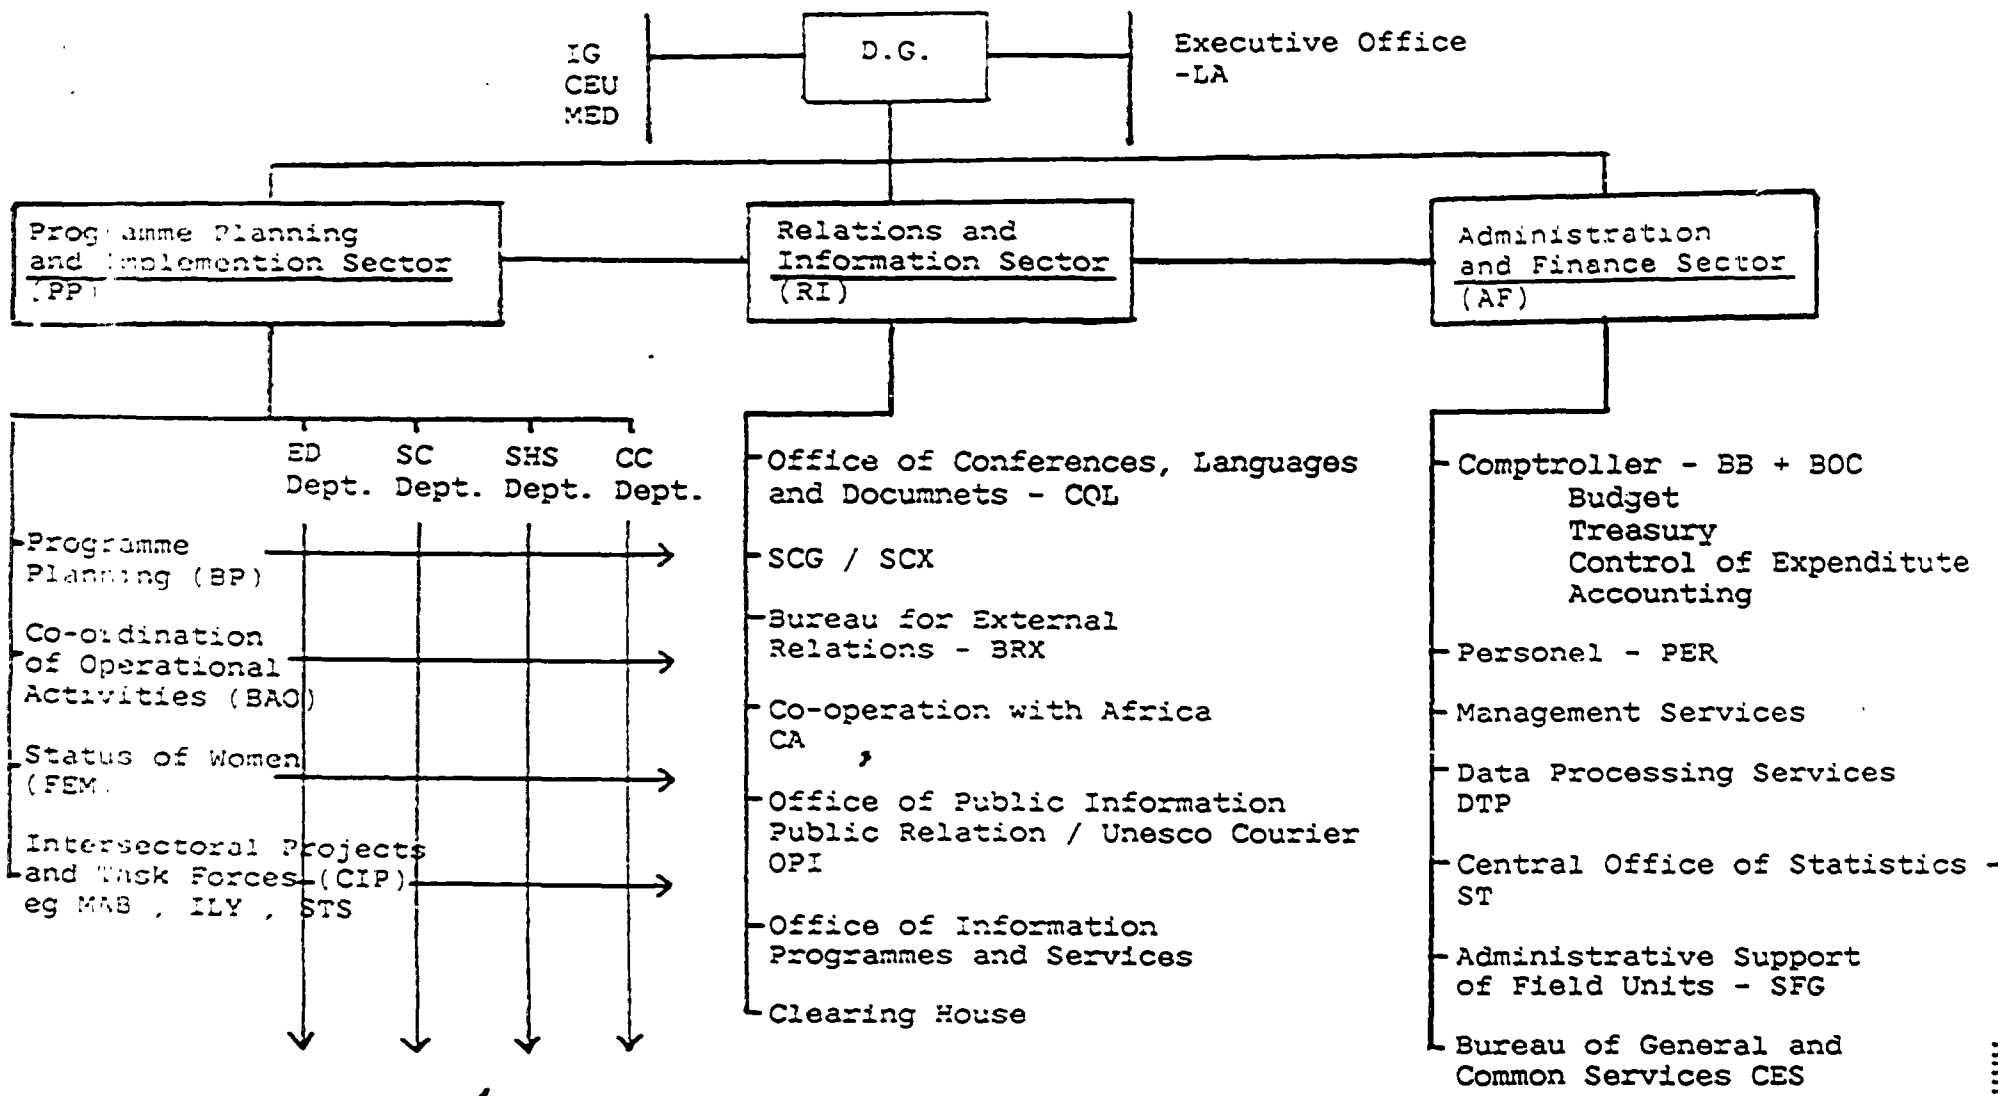 IG
CEU
MED
D.G.
Executive Office
-LA
Programme Planning
and Implemention Sector
(PP)
Relations and
Information Sector
(RI)
Administration
and Finance Sector
(AF)
ED
Dept.
SC
Dept.
SHS
Dept.
CC
Dept.
Programme
Planning (BP)
Co-ordination
of Operational
Activities (BAO)
Status of Women
(FEM)
Intersectoral Projects
and Task Forces (CIP)
eg MAB , ILY , STS
Office of Conferences, Languages
and Documnets - COL
SCG / SCX
Bureau for External
Relations - BRX
Co-operation with Africa
CA
Office of Public Information
Public Relation / Unesco Courier
OPI
Office of Information
Programmes and Services
Clearing House
Comptroller - BB + BOC
Budget
Treasury
Control of Expenditute
Accounting
Personel - PER
Management Services
Data Processing Services
DTP
Central Office of Statistics -
ST
Administrative Support
of Field Units - SFG
Bureau of General and
Common Services CES